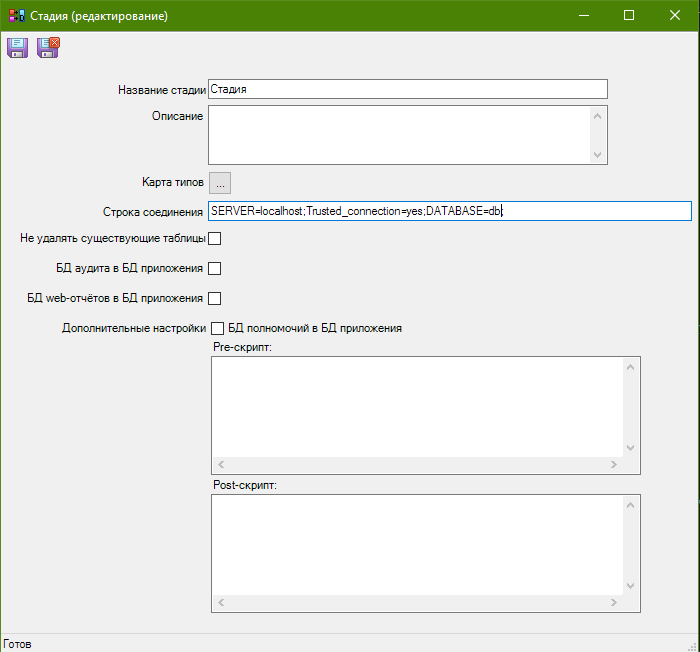 Стадия (редактирование)
Название стадии Стадия
Описание
Карта типов ...
Строка соединения SERVER=localhost;Trusted_connection=yes;DATABASE=db;
Не удалять существующие таблицы
БД аудита в БД приложения
БД web-отчётов в БД приложения
Дополнительные настройки БД полномочий в БД приложения
Pre-скрипт:
Post-скрипт:
Готов